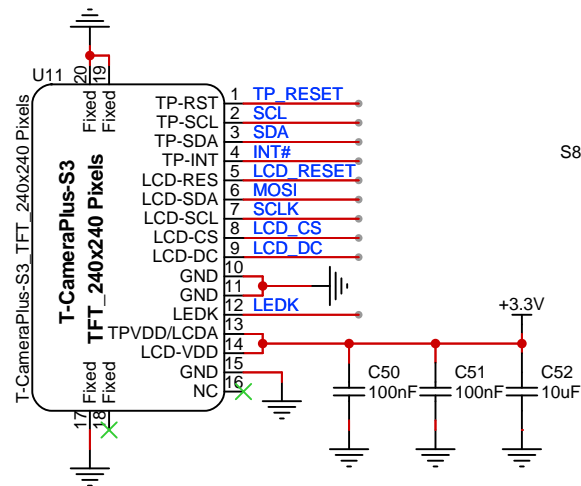 U11
20
19
Fixed
Fixed
T-CameraPlus-S3_TFT_240x240 Pixels
T-CameraPlus-S3
TFT_240x240 Pixels
TP-RST 1 TP_RESET
TP-SCL 2 SCL
TP-SDA 3 SDA
TP-INT 4 INT#
LCD-RES 5 LCD_RESET
LCD-SDA 6 MOSI
LCD-SCL 7 SCLK
LCD-CS 8 LCD_CS
LCD-DC 9 LCD_DC
GND 10
GND 11
LEDK 12 LEDK
TPVDD/LCDA 13
LCD-VDD 14
GND 15
NC 16
Fixed
Fixed
17
18
S8
+3.3V
C50
100nF
C51
100nF
C52
10uF